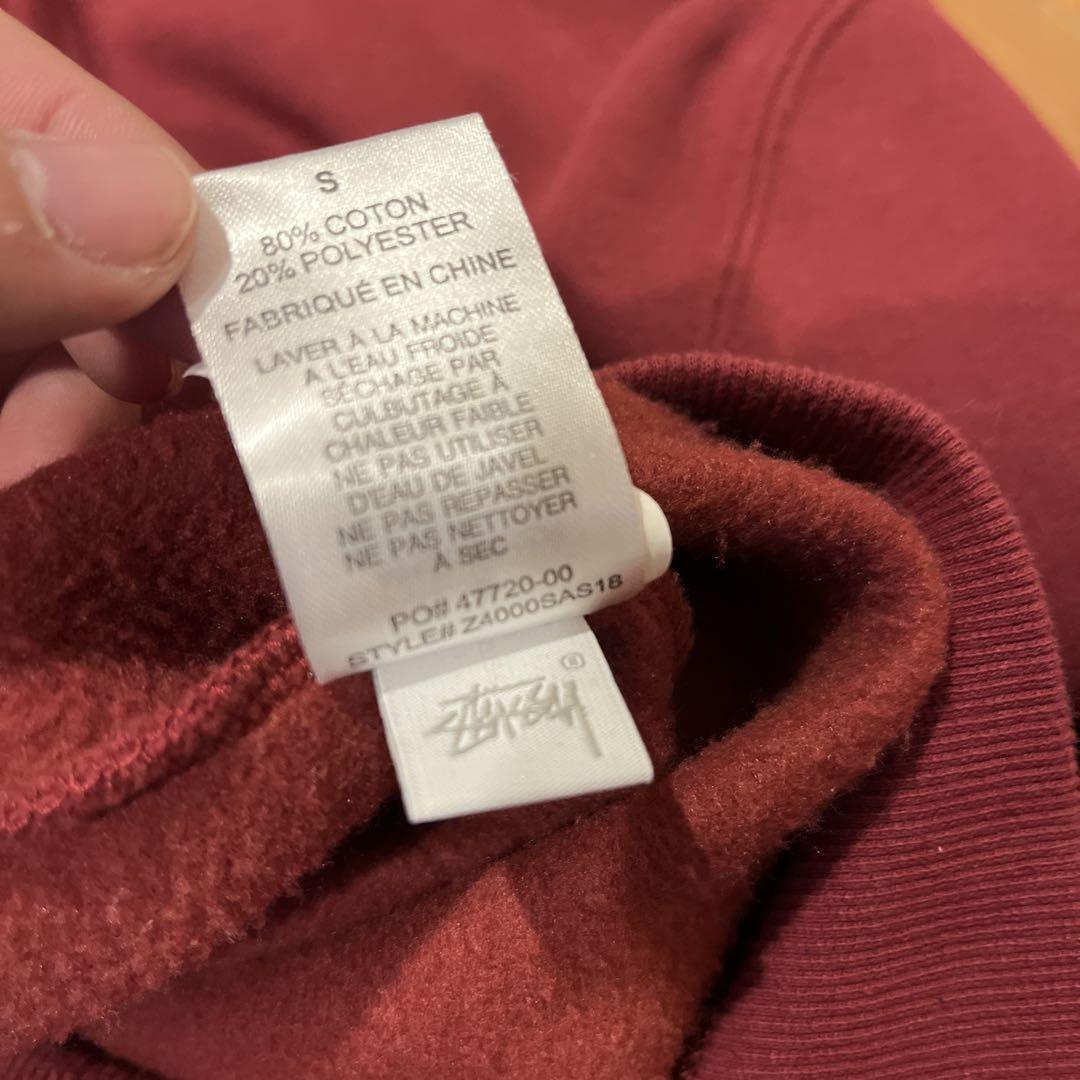 S
80% COTON
20% POLYESTER
FABRIQUÉ EN CHINE
LAVER À LA MACHINE
A L'EAU FROIDE
SÉCHAGE PAR
CULBUTAGE À
CHALEUR FAIBLE
NE PAS UTILISER
D'EAU DE JAVEL
NE PAS REPASSER
NE PAS NETTOYER
À SEC
PO# 47720-00
STYLE# Z4000SAS18
®
Stüssy